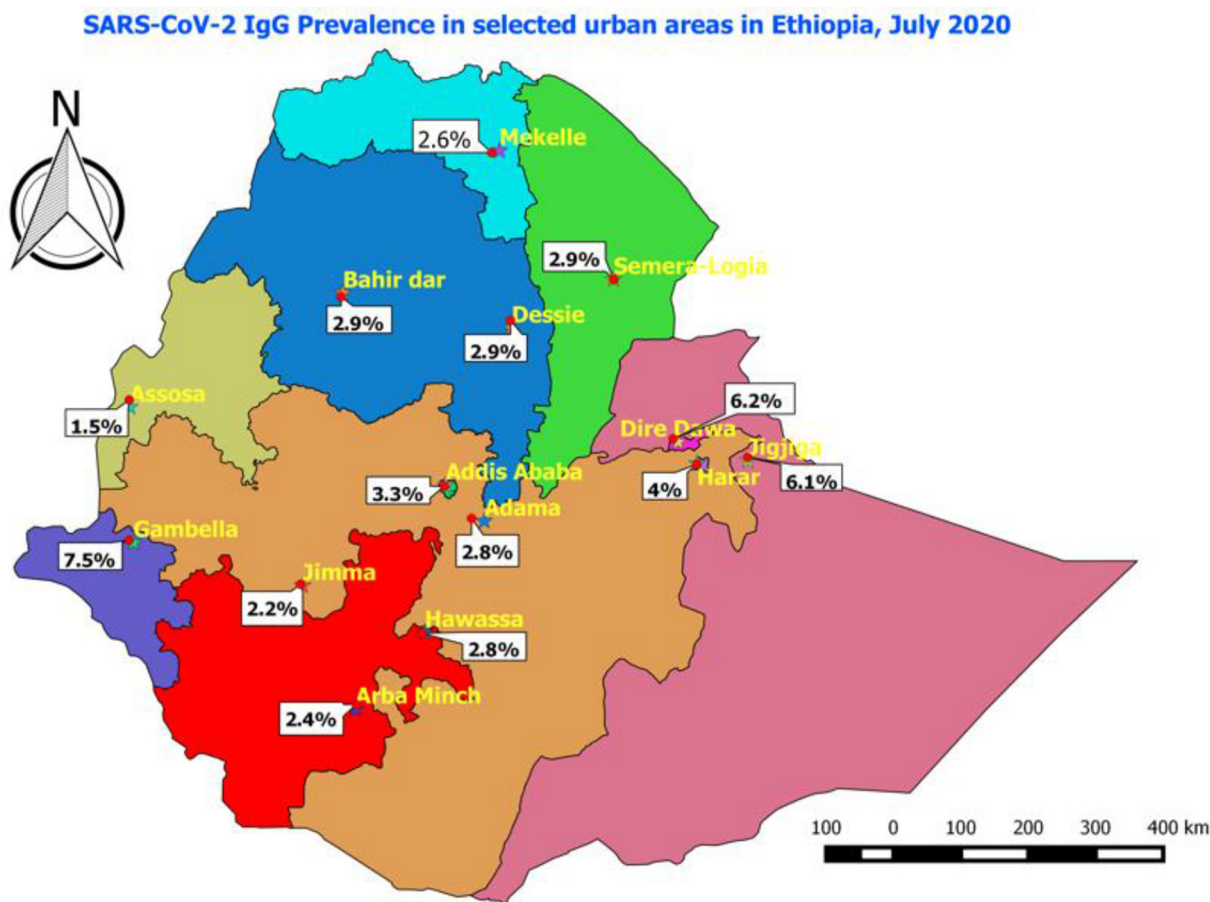 SARS-CoV-2 IgG Prevalence in selected urban areas in Ethiopia, July 2020
N
2.6%
Mekelle
2.9%
Semera-Logia
Bahir dar
2.9%
Dessie
2.9%
Assosa
1.5%
6.2%
Dire Dawa
Jigjiga
6.1%
Harar
4%
Addis Ababa
3.3%
Adama
2.8%
Gambella
7.5%
Jimma
2.2%
Hawassa
2.8%
Arba Minch
2.4%
100 0 100 200 300 400 km